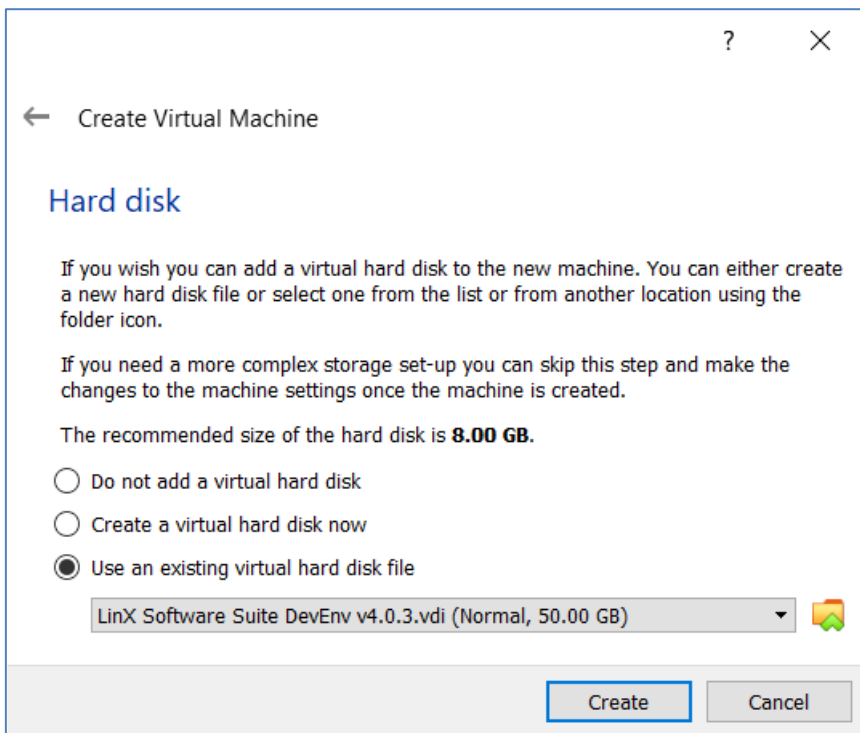 ?
Create Virtual Machine
Hard disk
If you wish you can add a virtual hard disk to the new machine. You can either create
a new hard disk file or select one from the list or from another location using the
folder icon.
If you need a more complex storage set-up you can skip this step and make the
changes to the machine settings once the machine is created.
The recommended size of the hard disk is 8.00 GB.
Do not add a virtual hard disk
Create a virtual hard disk now
Use an existing virtual hard disk file
LinX Software Suite DevEnv v4.0.3.vdi (Normal, 50.00 GB)
Create Cancel